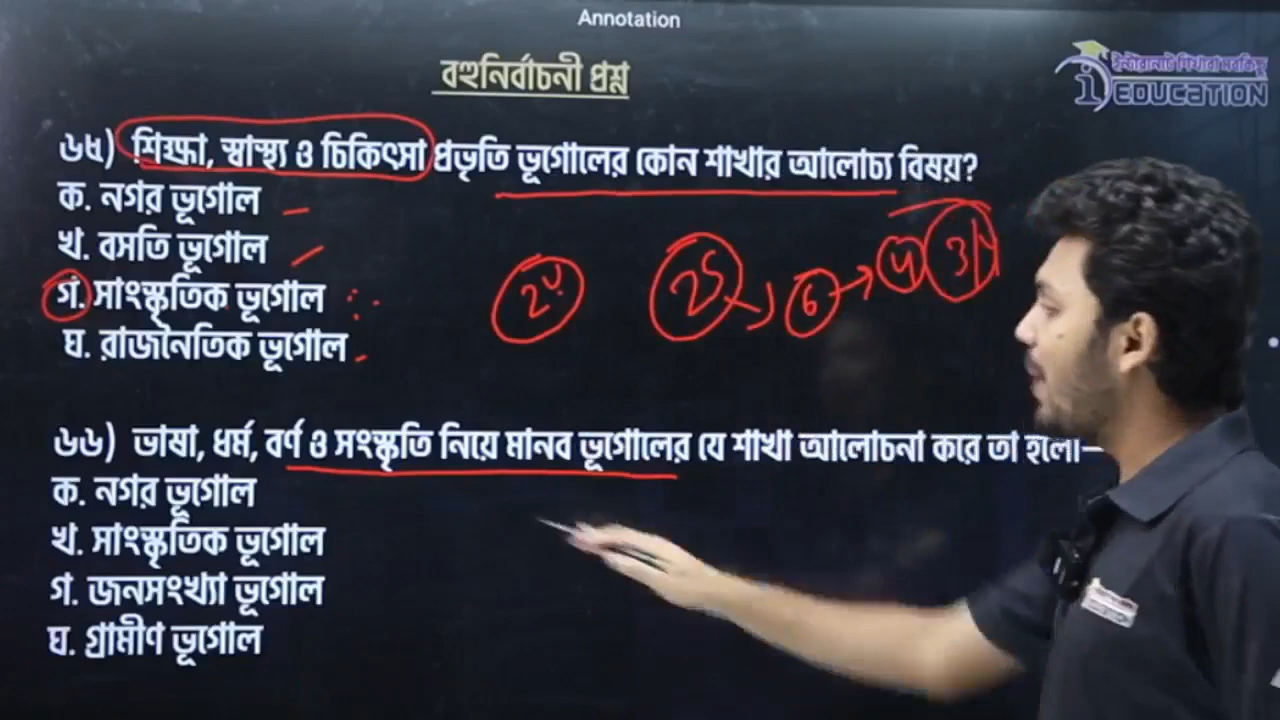 Annotation
বহুনির্বাচনী প্রশ্ন
EDUCATION
৬৫) শিক্ষা, স্বাস্থ্য ও চিকিৎসা প্রভৃতি ভূগোলের কোন শাখার আলোচ্য বিষয়?
ক. নগর ভূগোল
খ. বসতি ভূগোল
গ. সাংস্কৃতিক ভূগোল
ঘ. রাজনৈতিক ভূগোল
৬৬) ভাষা, ধর্ম, বর্ণ ও সংস্কৃতি নিয়ে মানব ভূগোলের যে শাখা আলোচনা করে তা হলো—
ক. নগর ভূগোল
খ. সাংস্কৃতিক ভূগোল
গ. জনসংখ্যা ভূগোল
ঘ. গ্রামীণ ভূগোল